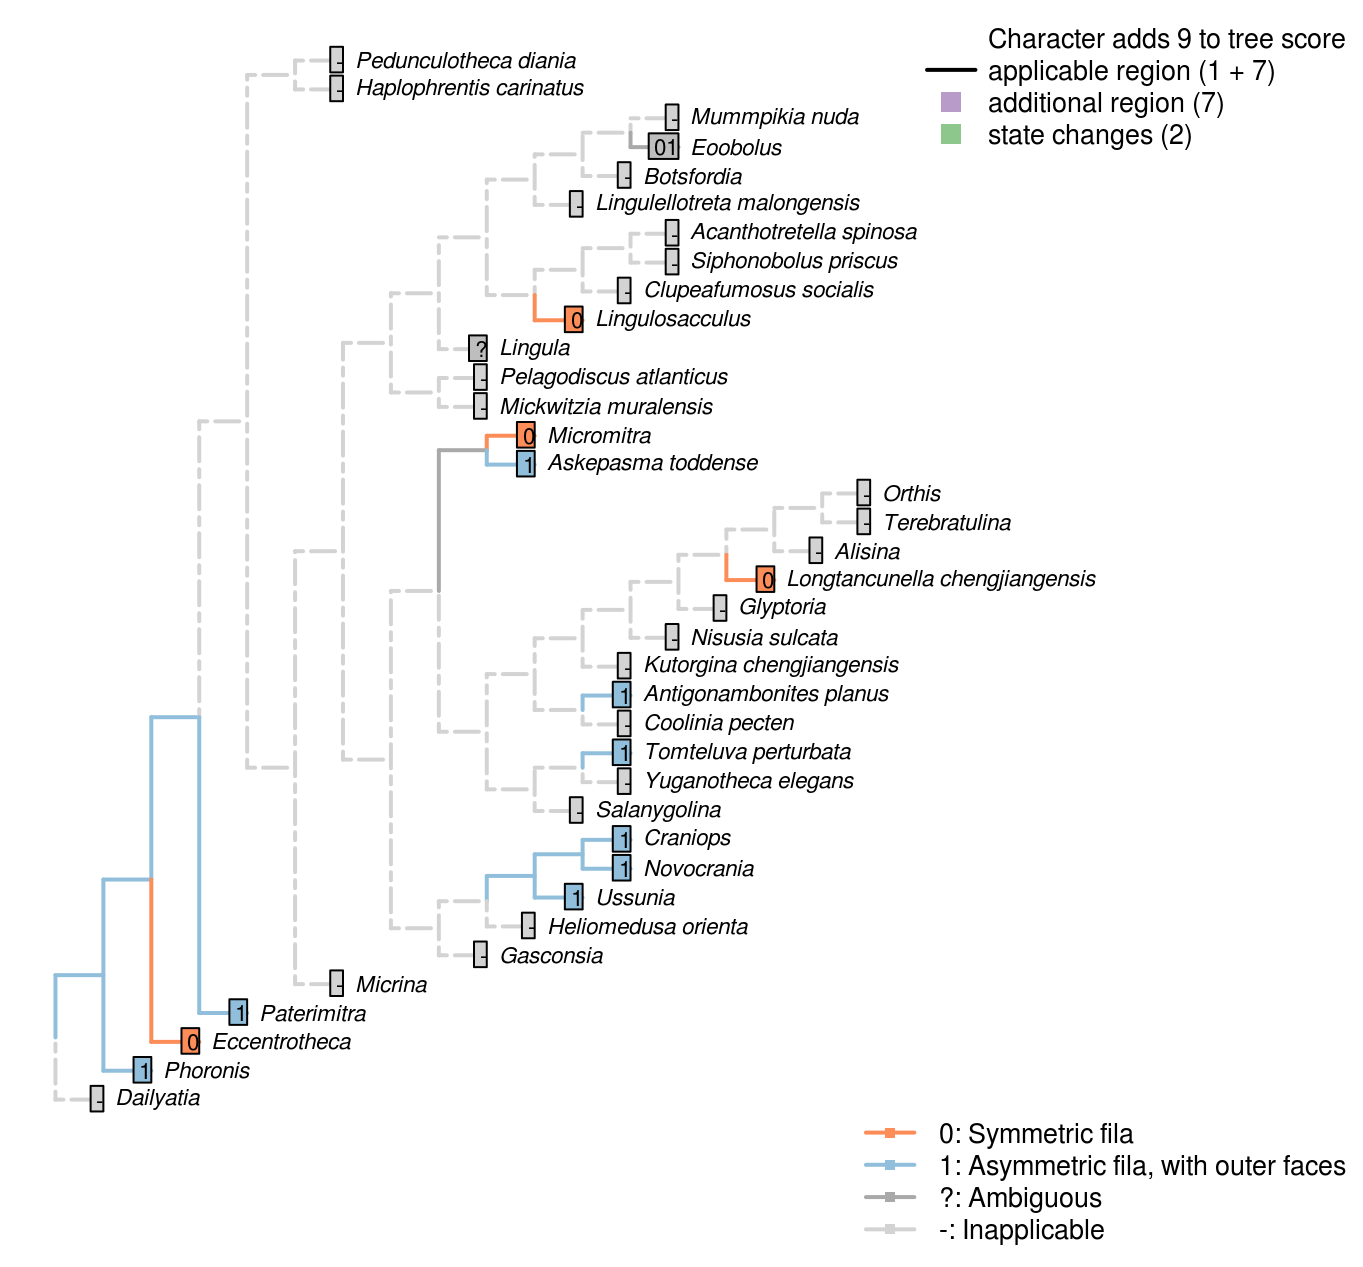 Character adds 9 to tree score
applicable region (1 + 7)
additional region (7)
state changes (2)
- Pedunculotheca diania
- Haplophrentis carinatus
- Mummpikia nuda
01 Eoobolus
- Botsfordia
- Lingulellotreta malongensis
- Acanthotretella spinosa
- Siphonobolus priscus
- Clupeafumosus socialis
0 Lingulosacculus
? Lingula
- Pelagodiscus atlanticus
- Mickwitzia muralensis
0 Micromitra
1 Askepasma toddense
- Orthis
- Terebratulina
- Alisina
0 Longtancunella chengjiangensis
- Glyptoria
- Nisusia sulcata
- Kutorgina chengjiangensis
1 Antigonambonites planus
- Coolinia pecten
1 Tomteluva perturbata
- Yuganotheca elegans
- Salanygolina
1 Craniops
1 Novocrania
1 Ussunia
- Heliomedusa orienta
- Gasconsia
- Micrina
1 Paterimitra
0 Eccentrotheca
1 Phoronis
- Dailyatia
0: Symmetric fila
1: Asymmetric fila, with outer faces
?: Ambiguous
-: Inapplicable